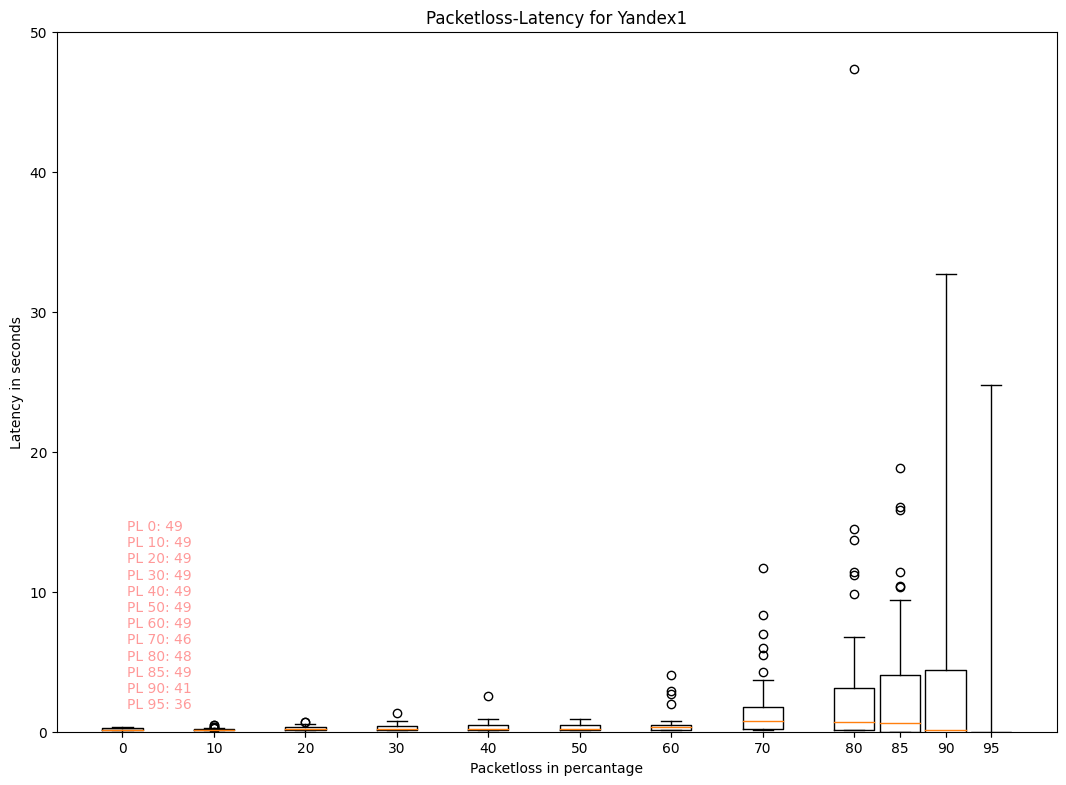 Packetloss-Latency for Yandex1
50
40
30
20
10
0
Latency in seconds
PL 0: 49
PL 10: 49
PL 20: 49
PL 30: 49
PL 40: 49
PL 50: 49
PL 60: 49
PL 70: 46
PL 80: 48
PL 85: 49
PL 90: 41
PL 95: 36
0 10 20 30 40 50 60 70 80 85 90 95
Packetloss in percantage